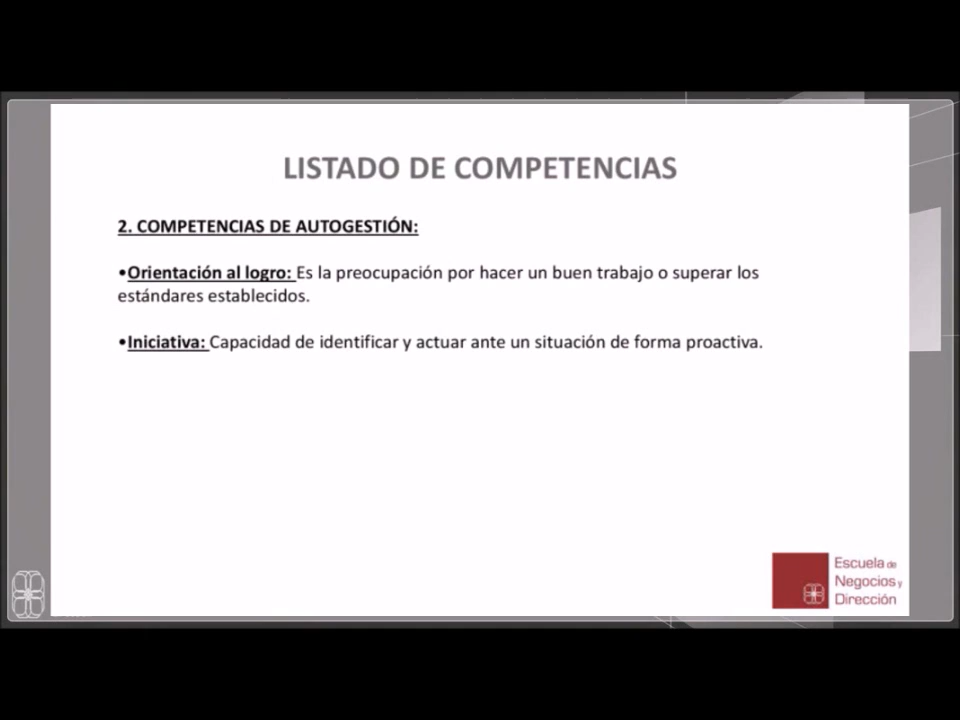 LISTADO DE COMPETENCIAS
2. COMPETENCIAS DE AUTOGESTIÓN:
•Orientación al logro: Es la preocupación por hacer un buen trabajo o superar los
estándares establecidos.
•Iniciativa: Capacidad de identificar y actuar ante un situación de forma proactiva.
Escuela de
Negocios y
Dirección